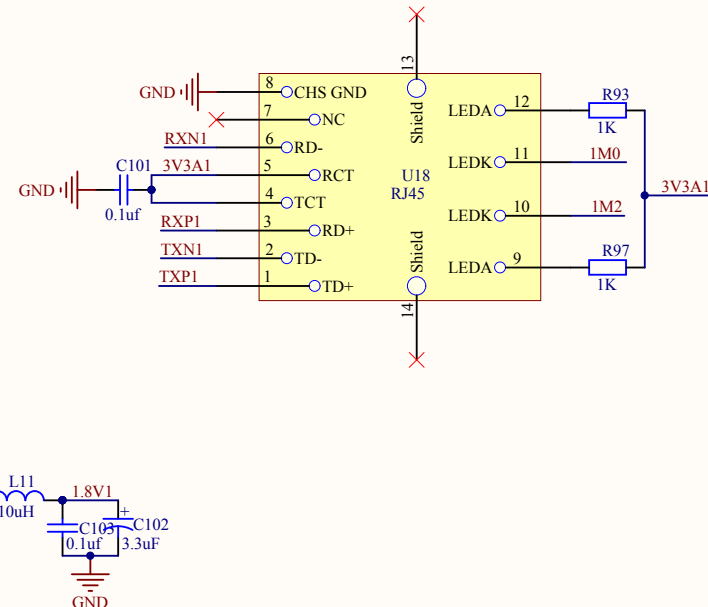 13
GND
8
CHS GND
Shield
12
LEDA
R93
1K
7
NC
RXN1
6
RD-
C101
0.1uf
GND
3V3A1
5
RCT
U18
RJ45
11
LEDK
1M0
3V3A1
4
TCT
10
LEDK
1M2
RXP1
3
RD+
TXN1
2
TD-
Shield
9
LEDA
R97
1K
TXP1
1
TD+
14
L11
10uH
1.8V1
C103
0.1uf
+
C102
3.3uF
GND